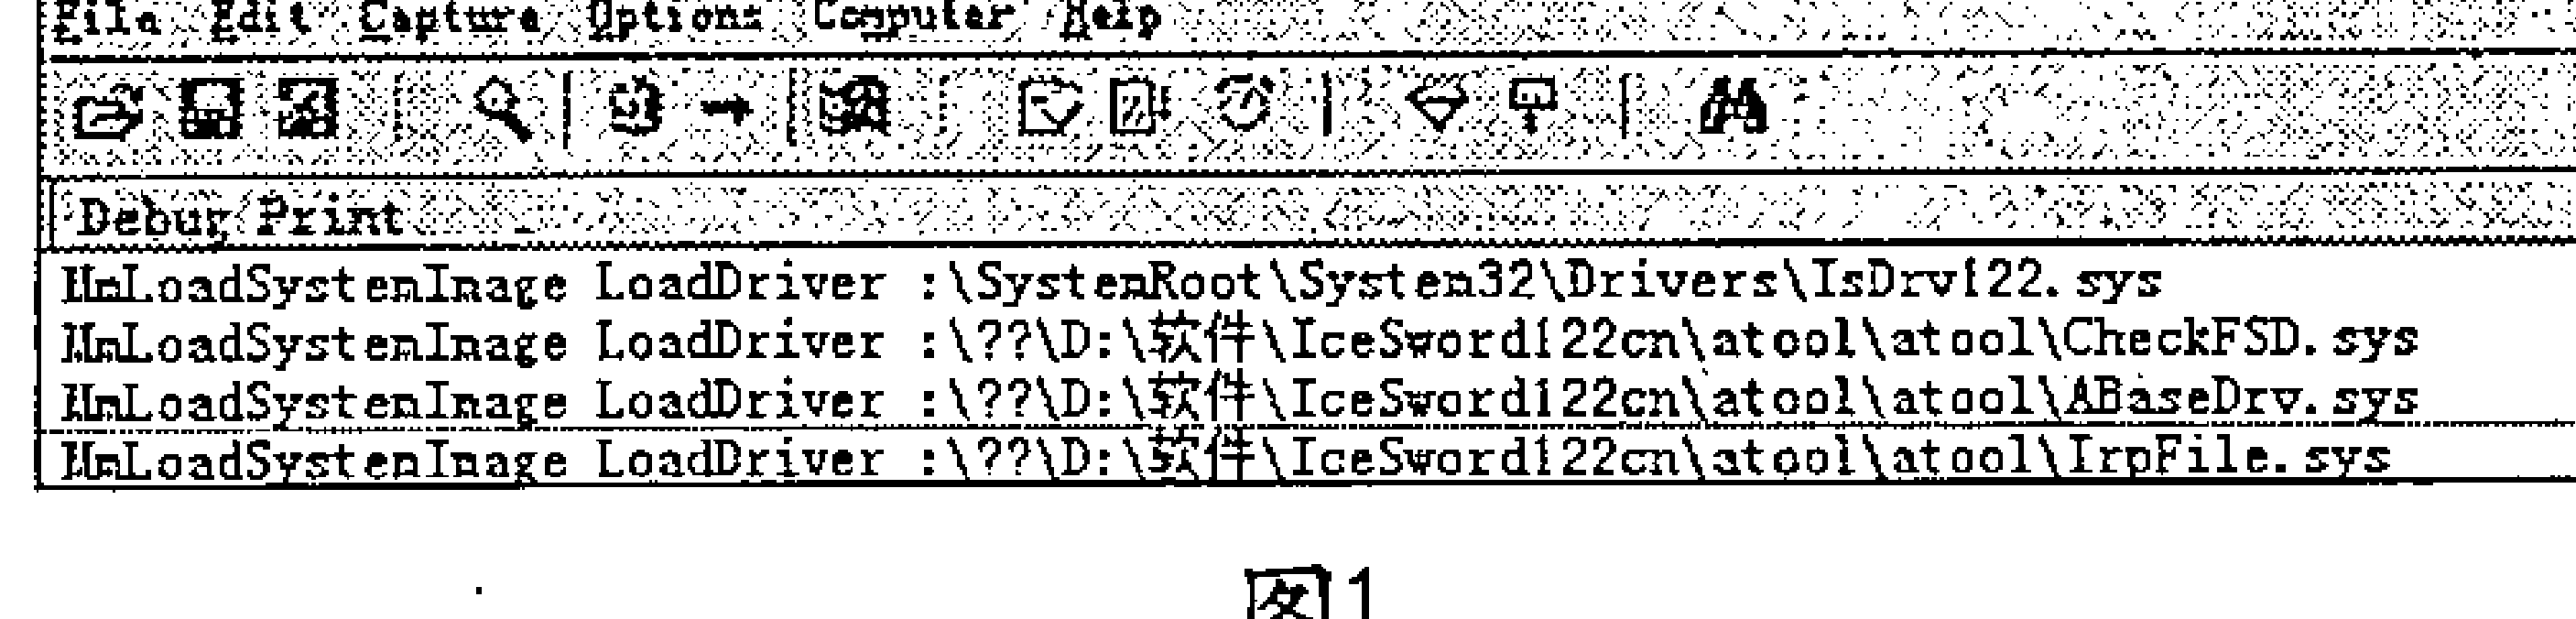 File Edit Capture Options Computer Help
Debug Print
MmLoadSystemImage LoadDriver :\SystemRoot\System32\Drivers\IsDrv122.sys
MmLoadSystemImage LoadDriver :\??\D:\软件\IceSword122cn\atool\atool\CheckFSD.sys
MmLoadSystemImage LoadDriver :\??\D:\软件\IceSword122cn\atool\atool\ABaseDrv.sys
MmLoadSystemImage LoadDriver :\??\D:\软件\IceSword122cn\atool\atool\IrpFile.sys
图1